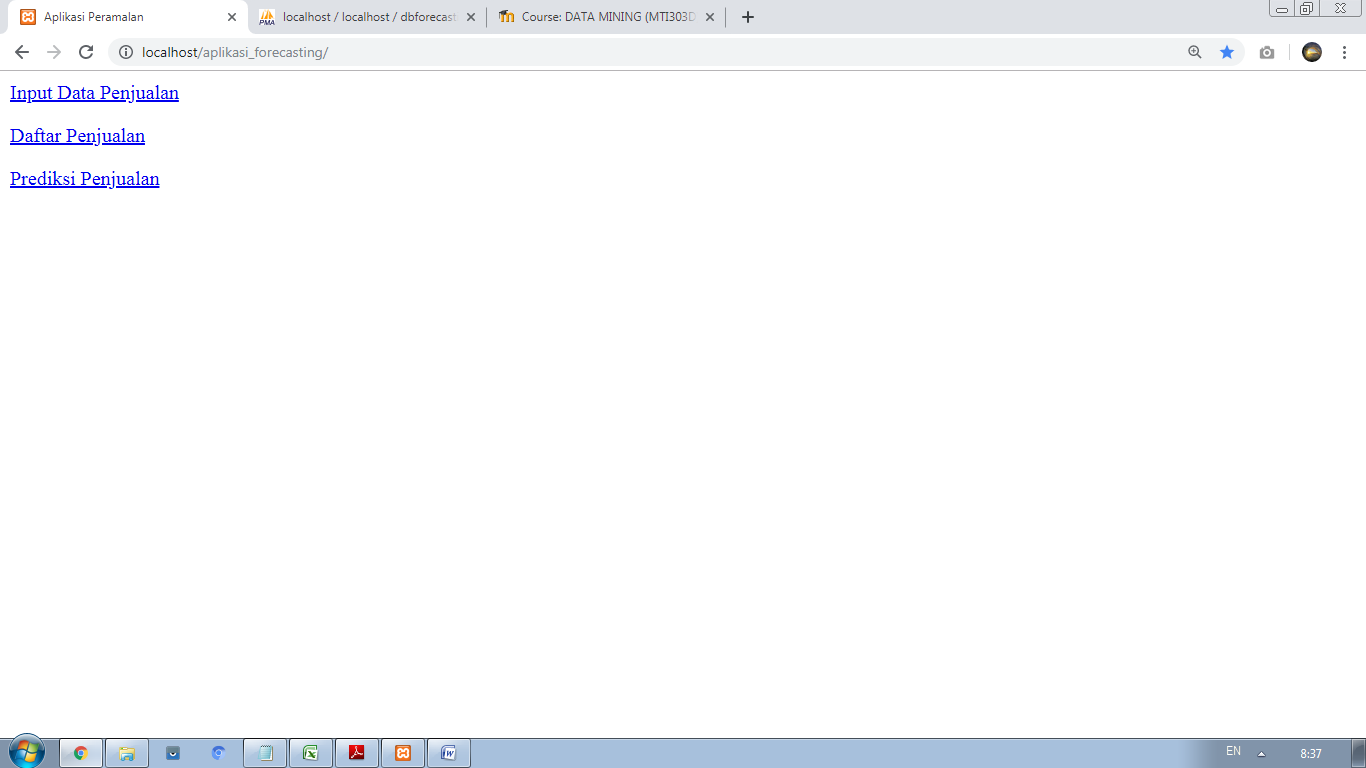 Aplikasi Peramalan
PMA
localhost / localhost / dbforecast
Course: DATA MINING (MTI303D
localhost/aplikasi_forecasting/
Input Data Penjualan
Daftar Penjualan
Prediksi Penjualan
EN
8:37